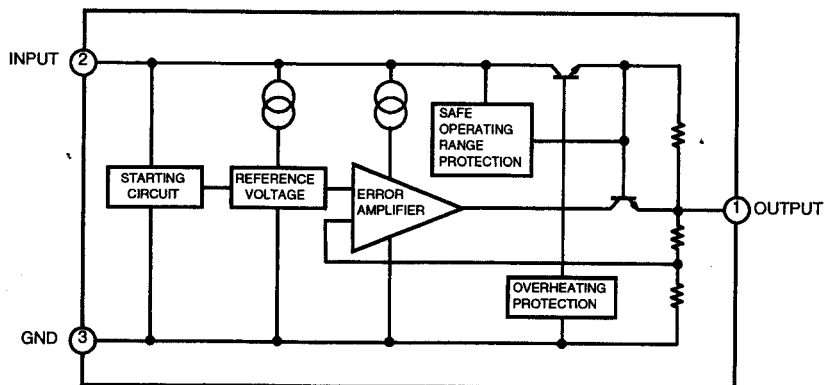 INPUT 2
SAFE
OPERATING
RANGE
PROTECTION
STARTING
CIRCUIT
REFERENCE
VOLTAGE
ERROR
AMPLIFIER
1 OUTPUT
OVERHEATING
PROTECTION
GND 3